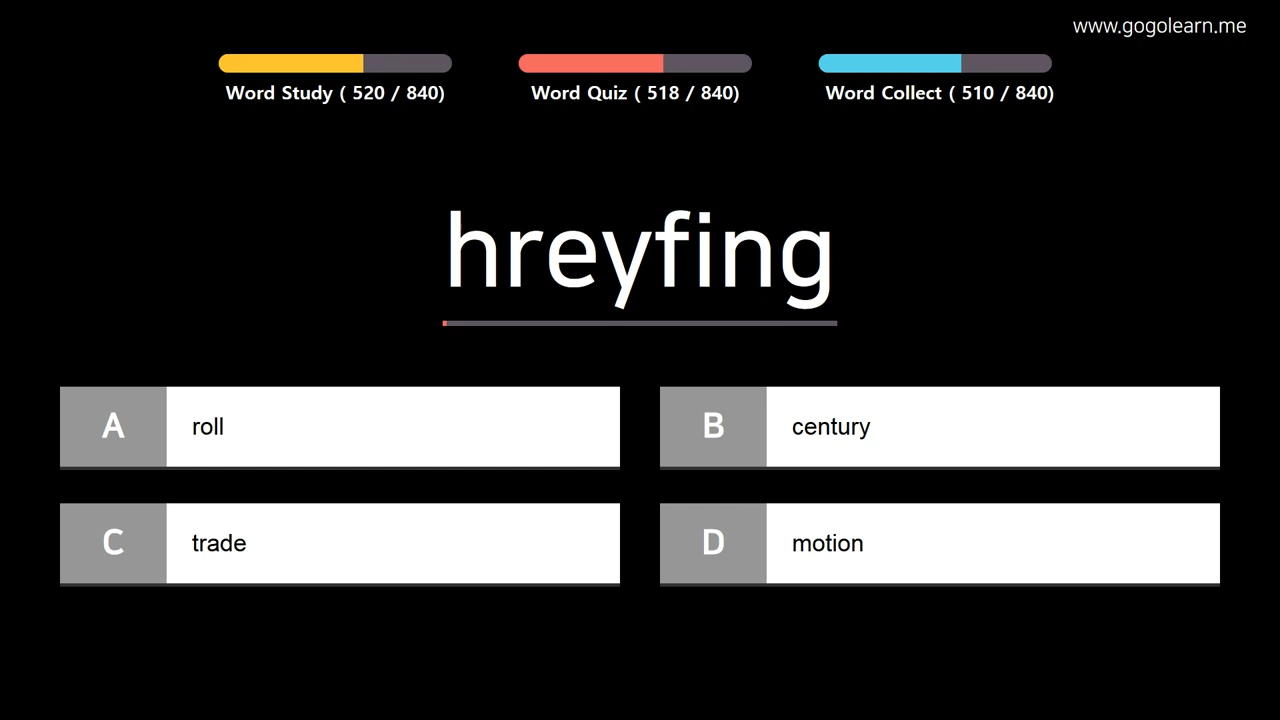 www.gogolearn.me
Word Study ( 520 / 840)
Word Quiz ( 518 / 840)
Word Collect ( 510 / 840)
hreyfing
A roll
B century
C trade
D motion